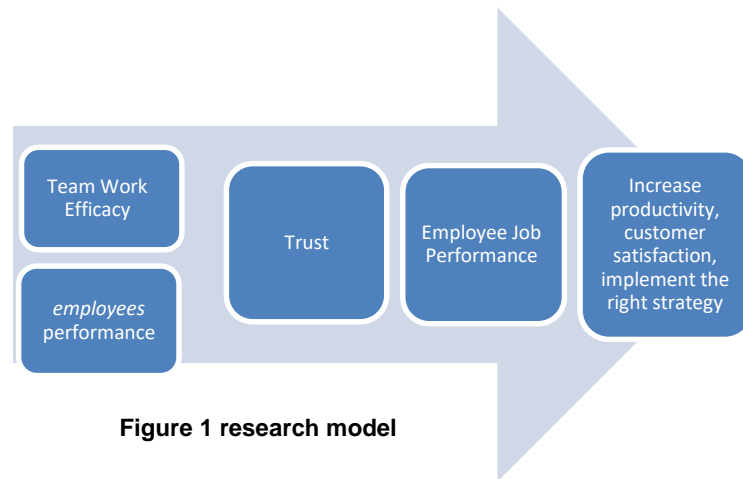 Team Work
Efficacy
employees
performance
Trust
Employee Job
Performance
Increase
productivity,
customer
satisfaction,
implement the
right strategy
Figure 1 research model